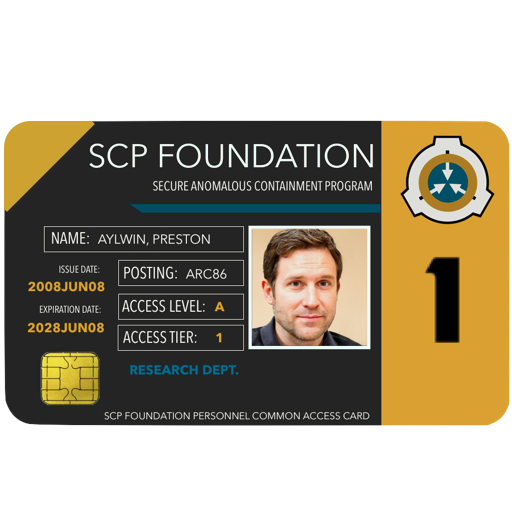 SCP FOUNDATION
SECURE ANOMALOUS CONTAINMENT PROGRAM
NAME: AYLWIN, PRESTON
ISSUE DATE:
2008JUN08
EXPIRATION DATE:
2028JUN08
POSTING: ARC86
ACCESS LEVEL: A
ACCESS TIER: 1
RESEARCH DEPT.
SCP FOUNDATION PERSONNEL COMMON ACCESS CARD
1